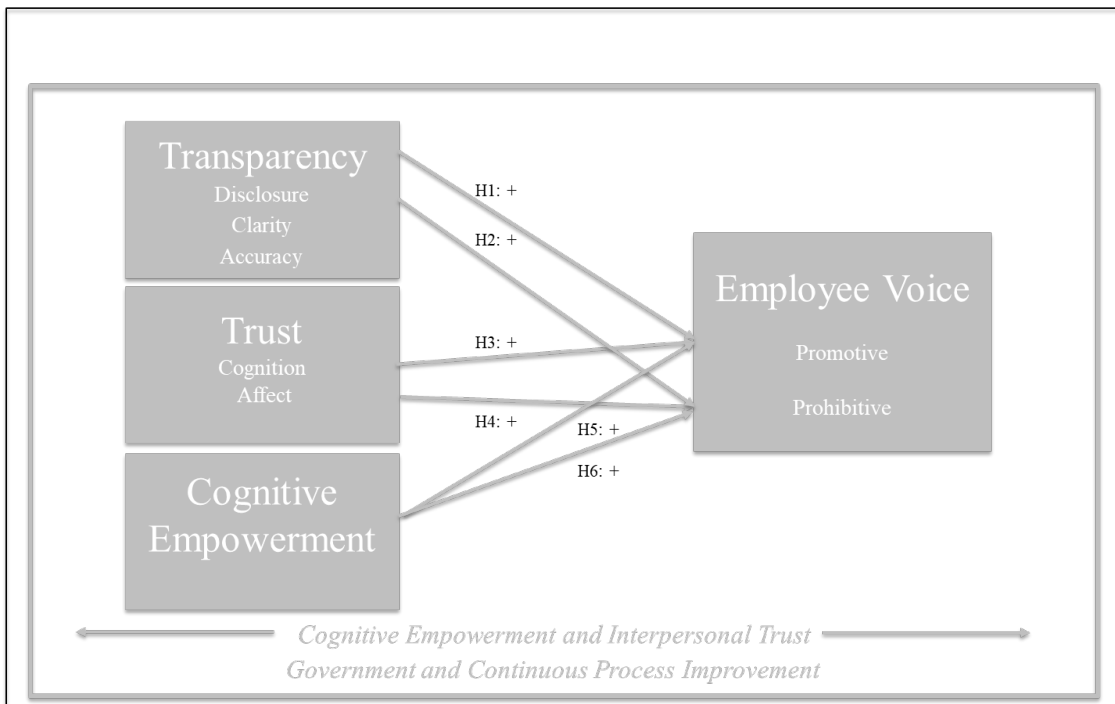 Transparency
Disclosure
Clarity
Accuracy
Trust
Cognition
Affect
Cognitive
Empowerment
H1: +
H2: +
H3: +
H4: +
H5: +
H6: +
Employee Voice
Promotive
Prohibitive
Cognitive Empowerment and Interpersonal Trust
Government and Continuous Process Improvement